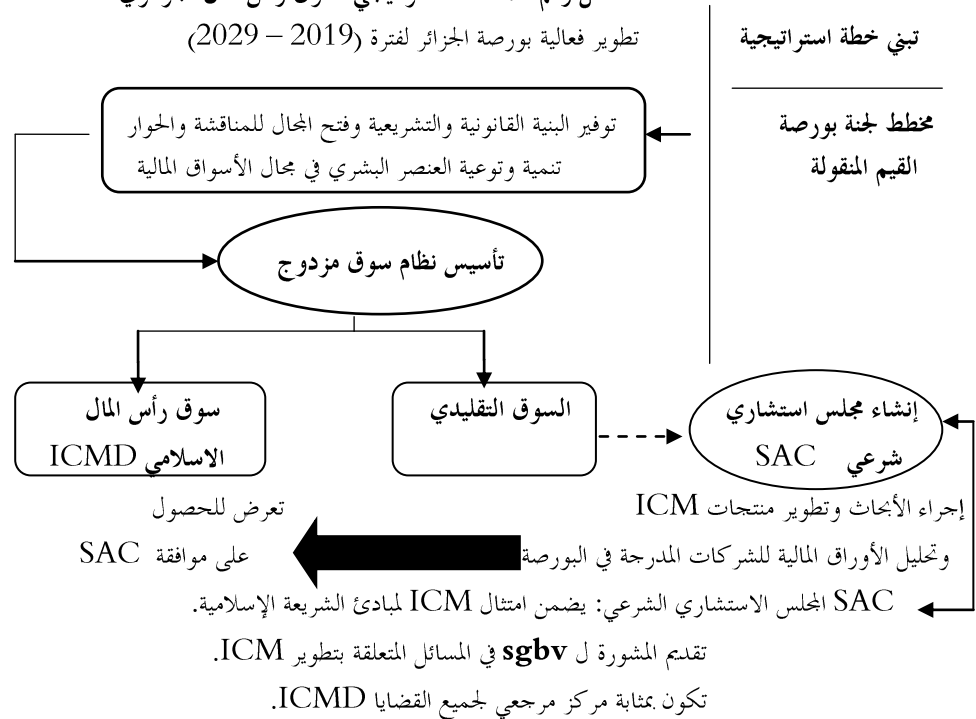 تبني خطة استراتيجية
تطوير فعالية بورصة الجزائر لفترة (2019 – 2029)
مخطط لجنة بورصة
القيم المنقولة
توفير البنية القانونية والتشريعية وفتح المجال للمناقشة والحوار
تنمية وتوعية العنصر البشري في مجال الأسواق المالية
تأسيس نظام سوق مزدوج
إنشاء مجلس استشاري
شرعي SAC
السوق التقليدي
سوق رأس المال
الاسلامي ICMD
إجراء الأبحاث وتطوير منتجات ICM
وتحليل الأوراق المالية للشركات المدرجة في البورصة
تعرض للحصول
على موافقة SAC
SAC المجلس الاستشاري الشرعي: يضمن امتثال ICM لمبادئ الشريعة الإسلامية.
تقديم المشورة ل sgbv في المسائل المتعلقة بتطوير ICM.
تكون بمثابة مركز مرجعي لجميع القضايا ICMD.